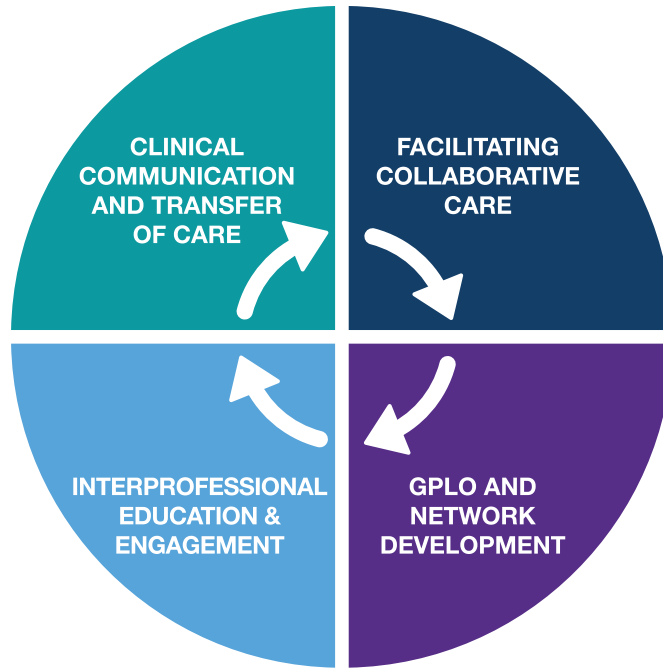 CLINICAL
COMMUNICATION
AND TRANSFER
OF CARE
FACILITATING
COLLABORATIVE
CARE
INTERPROFESSIONAL
EDUCATION &
ENGAGEMENT
GPLO AND
NETWORK
DEVELOPMENT